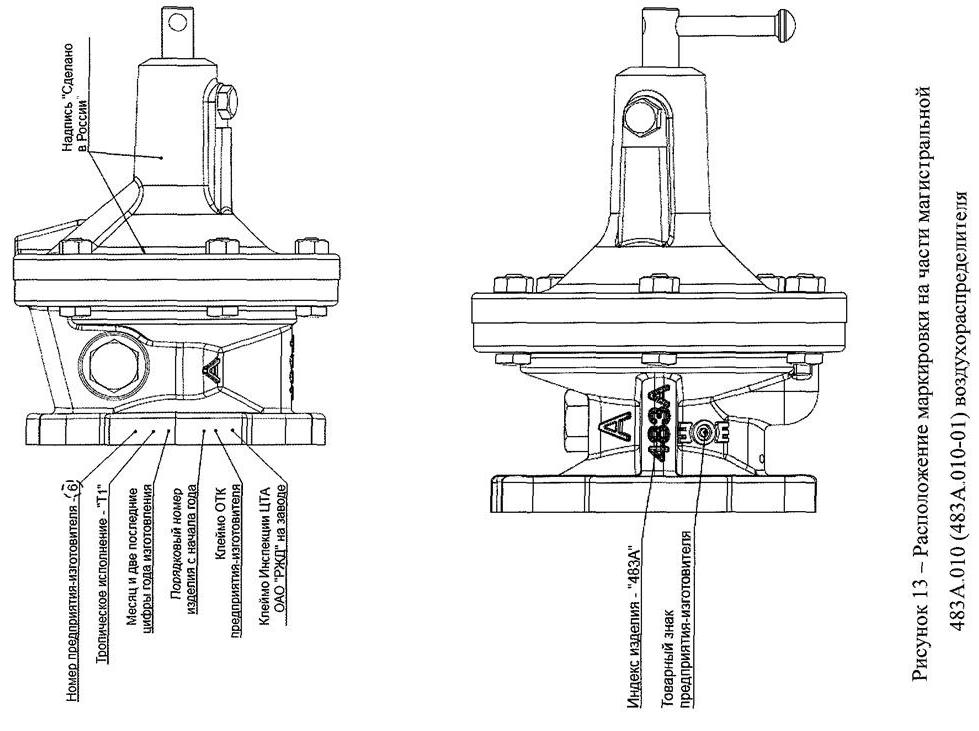 Надпись "Сделано
в России"
Номер предприятия-изготовителя - 6
Тропическое исполнение - "Т1"
Месяц и две последние
цифры года изготовления
Порядковый номер
изделия с начала года
Клеймо ОТК
предприятия-изготовителя
Клеймо Инспекции ЦТА
ОАО "РЖД" на заводе
А
А
483А
Индекс изделия - "483А"
Товарный знак
предприятия-изготовителя
Рисунок 13 – Расположение маркировки на части магистральной
483А.010 (483А.010-01) воздухораспределителя